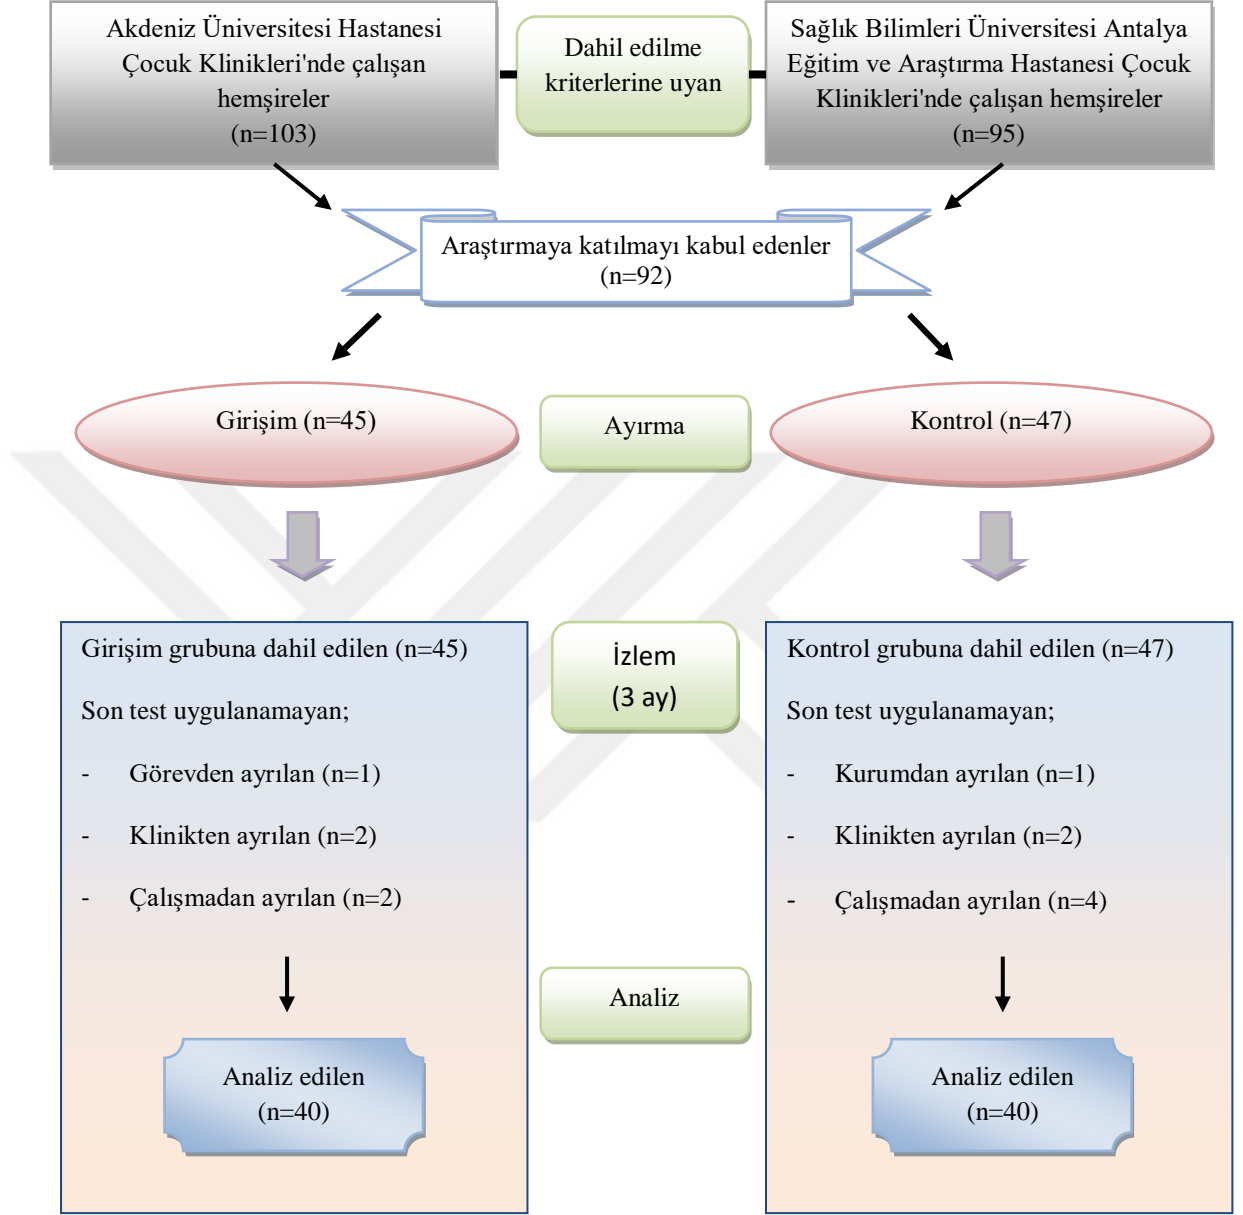 Akdeniz Üniversitesi Hastanesi
Çocuk Klinikleri'nde çalışan
hemşireler
(n=103)
Dahil edilme
kriterlerine uyan
Sağlık Bilimleri Üniversitesi Antalya
Eğitim ve Araştırma Hastanesi Çocuk
Klinikleri'nde çalışan hemşireler
(n=95)
Araştırmaya katılmayı kabul edenler
(n=92)
Girişim (n=45)
Ayırma
Kontrol (n=47)
Girişim grubuna dahil edilen (n=45)
Son test uygulanamayan;
- Görevden ayrılan (n=1)
- Klinikten ayrılan (n=2)
- Çalışmadan ayrılan (n=2)
İzlem
(3 ay)
Kontrol grubuna dahil edilen (n=47)
Son test uygulanamayan;
- Kurumdan ayrılan (n=1)
- Klinikten ayrılan (n=2)
- Çalışmadan ayrılan (n=4)
Analiz edilen
(n=40)
Analiz
Analiz edilen
(n=40)